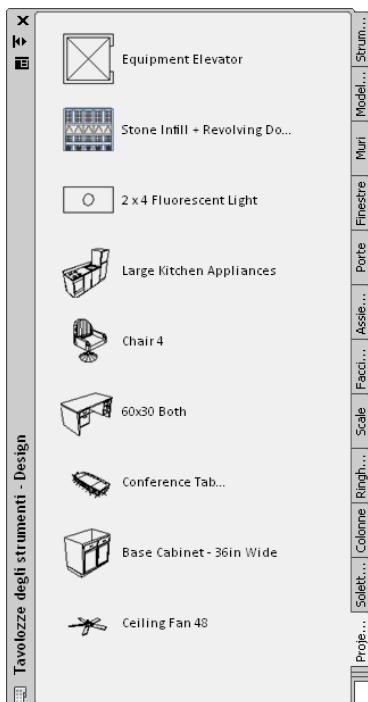 Equipment Elevator
Stone Infill + Revolving Do...
2 x 4 Fluorescent Light
Large Kitchen Appliances
Chair 4
60x30 Both
Conference Tab...
Base Cabinet - 36in Wide
Ceiling Fan 48
Tavolozze degli strumenti - Design
Strum...
Model...
Muri
Finestre
Porte
Assie...
Facci...
Scale
Ringh...
Colonne
Solett...
Proje...